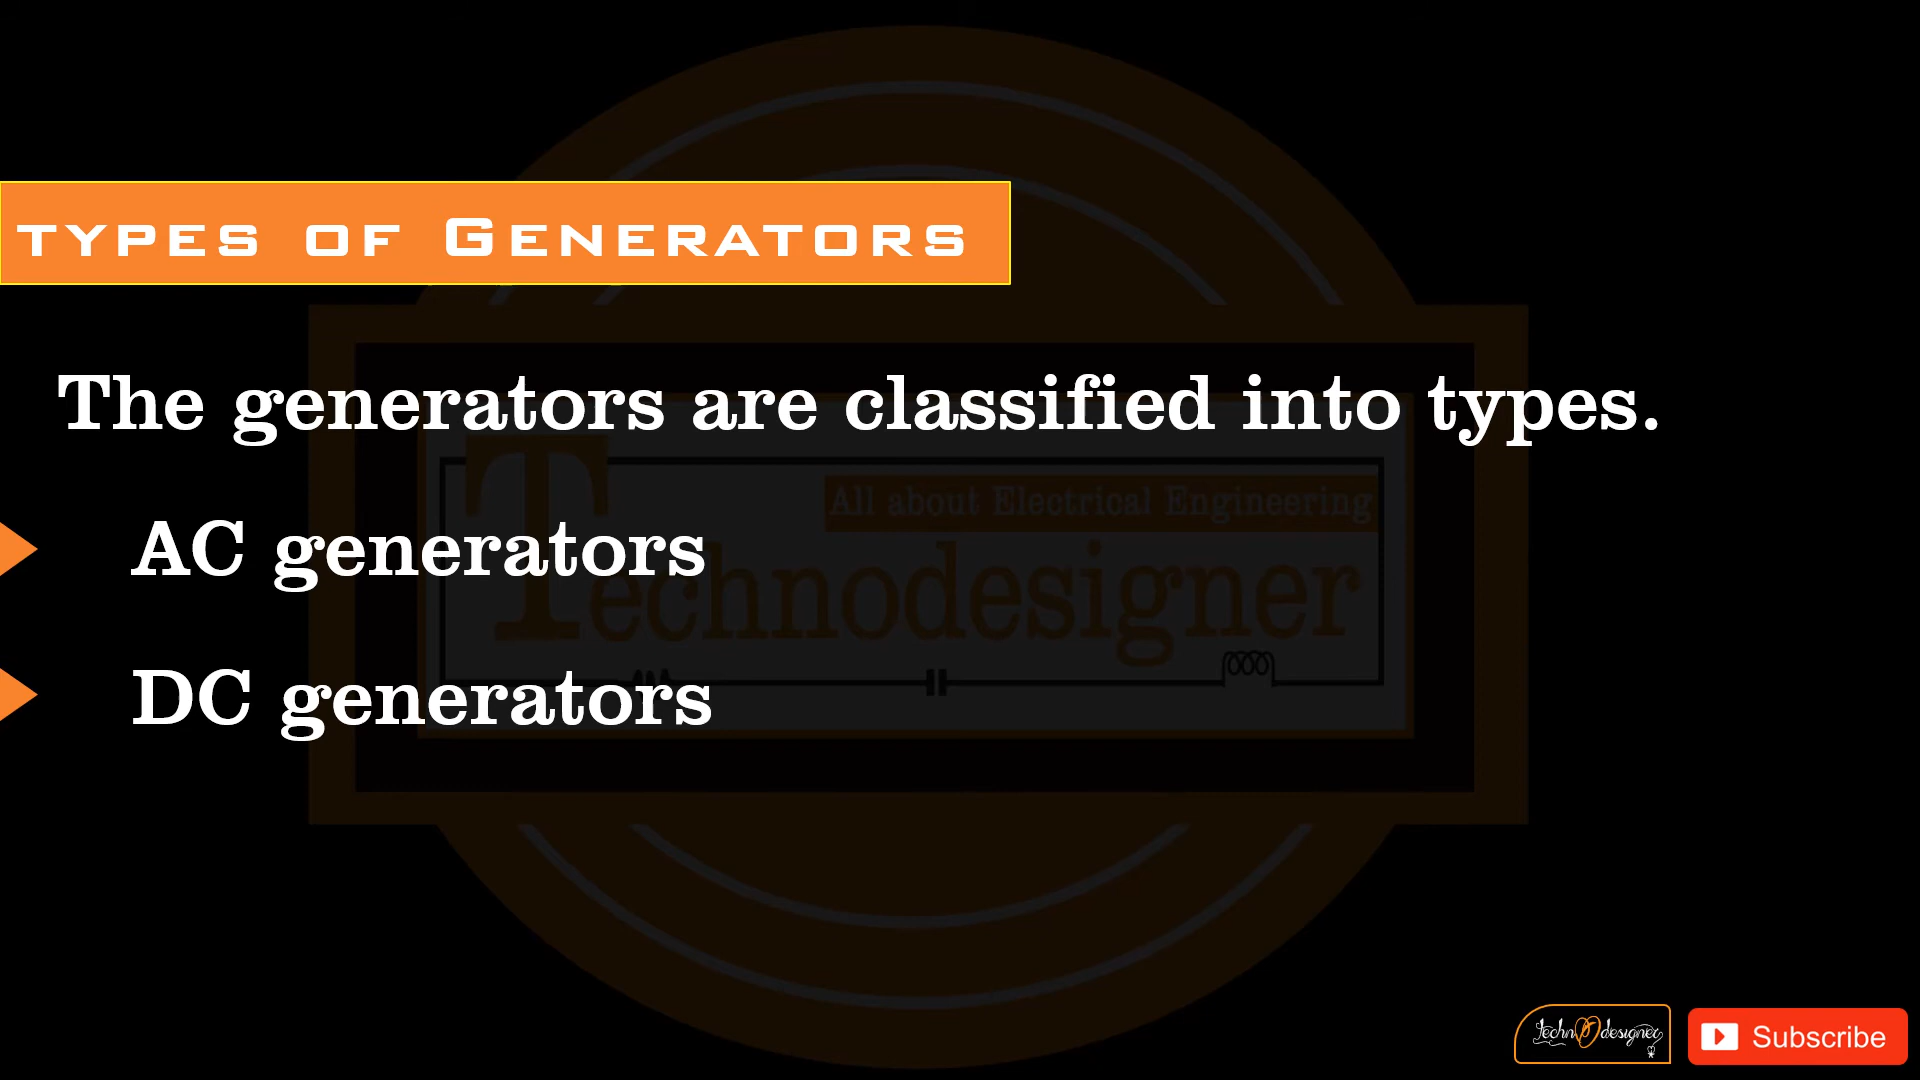 TYPES OF GENERATORS
The generators are classified into types.
All about Electrical Engineering
AC generators
Technodesigner
DC generators
technodesigner
Subscribe